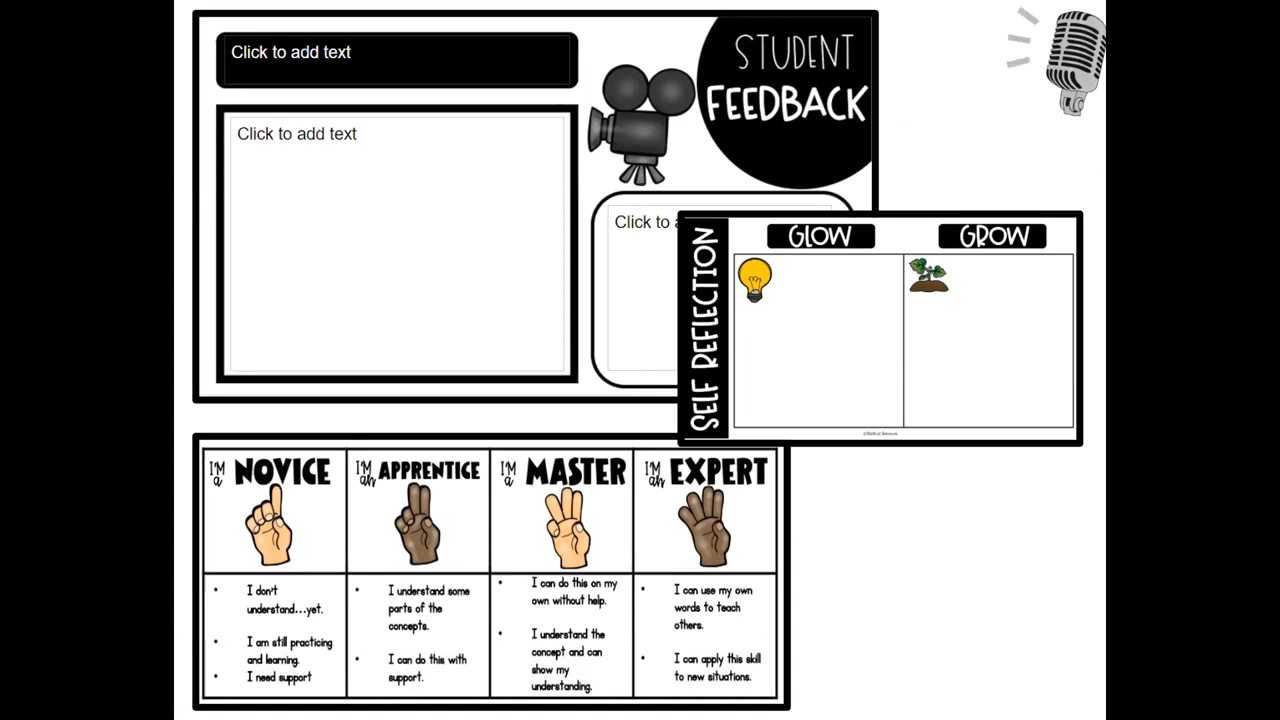 Click to add text
STUDENT
FEEDBACK
Click to add text
Click to
SELF REFLECTION
GLOW
GROW
I'M a NOVICE
I don't
understand...yet.
I am still practicing
and learning.
I need support
I'M an APPRENTICE
I understand some
parts of the
concepts.
I can do this with
support.
I'M a MASTER
I can do this on my
own without help.
I understand the
concept and can
show my
understanding.
I'M an EXPERT
I can use my own
words to teach
others.
I can apply this skill
to new situations.